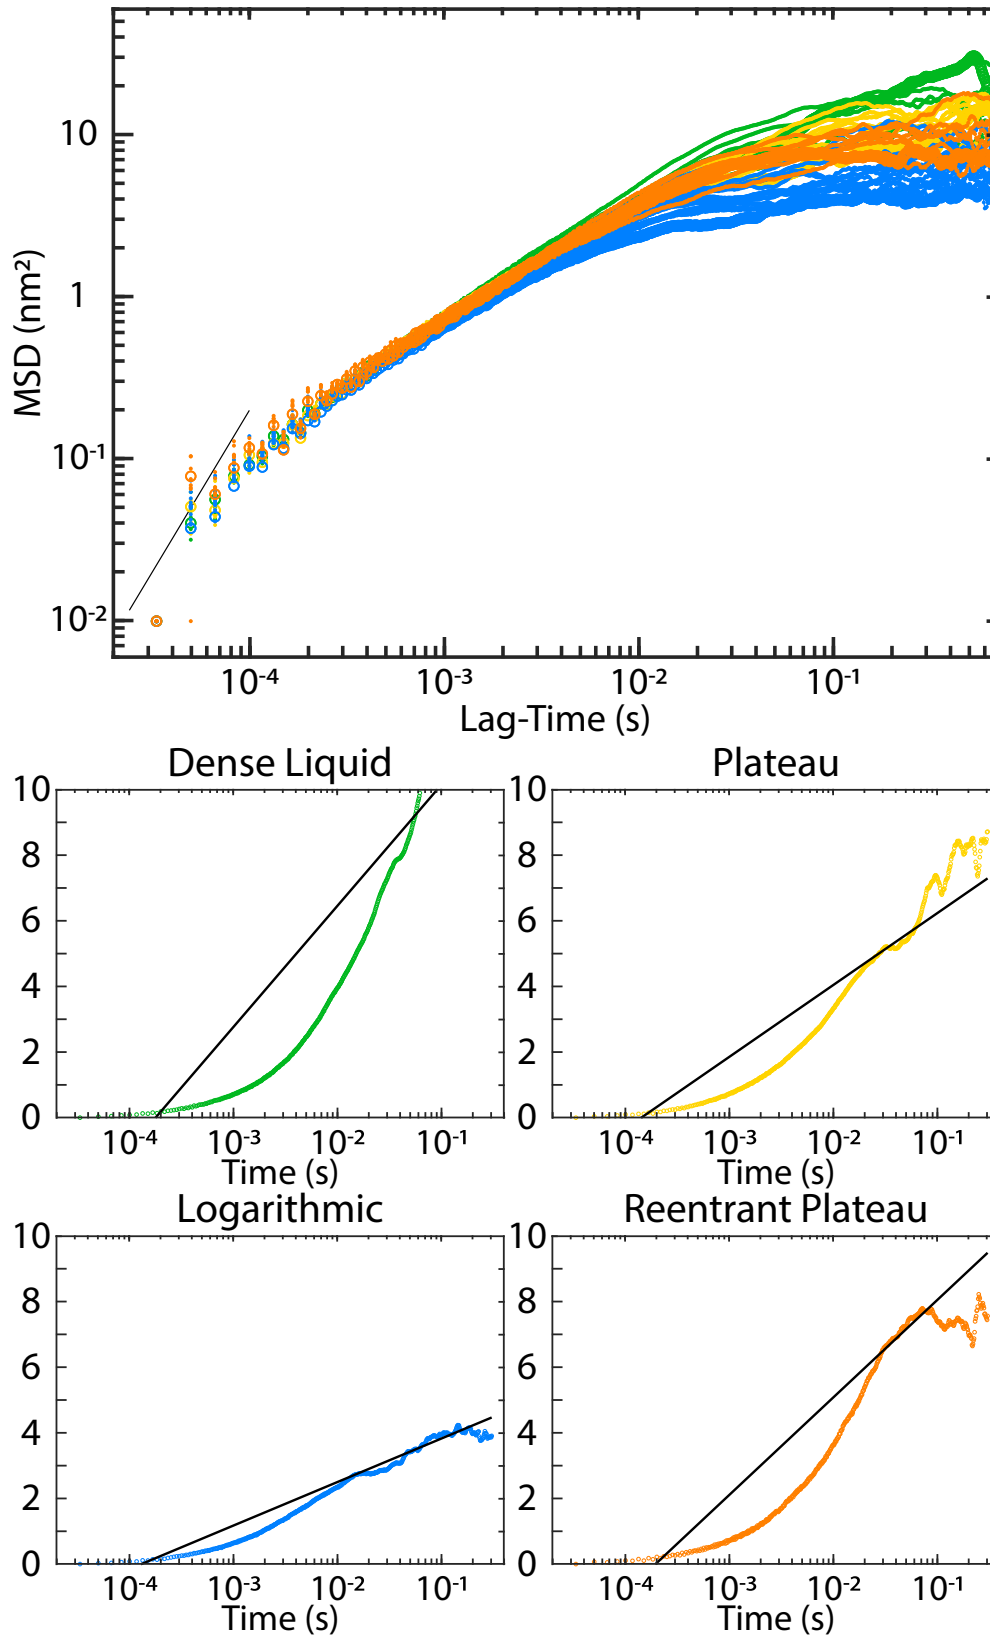 MSD (nm²)
10
1
10⁻¹
10⁻²
10⁻⁴ 10⁻³ 10⁻² 10⁻¹
Lag-Time (s)
Dense Liquid
10
8
6
4
2
0
10⁻⁴ 10⁻³ 10⁻² 10⁻¹
Time (s)
Plateau
10
8
6
4
2
0
10⁻⁴ 10⁻³ 10⁻² 10⁻¹
Time (s)
Logarithmic
10
8
6
4
2
0
10⁻⁴ 10⁻³ 10⁻² 10⁻¹
Time (s)
Reentrant Plateau
10
8
6
4
2
0
10⁻⁴ 10⁻³ 10⁻² 10⁻¹
Time (s)